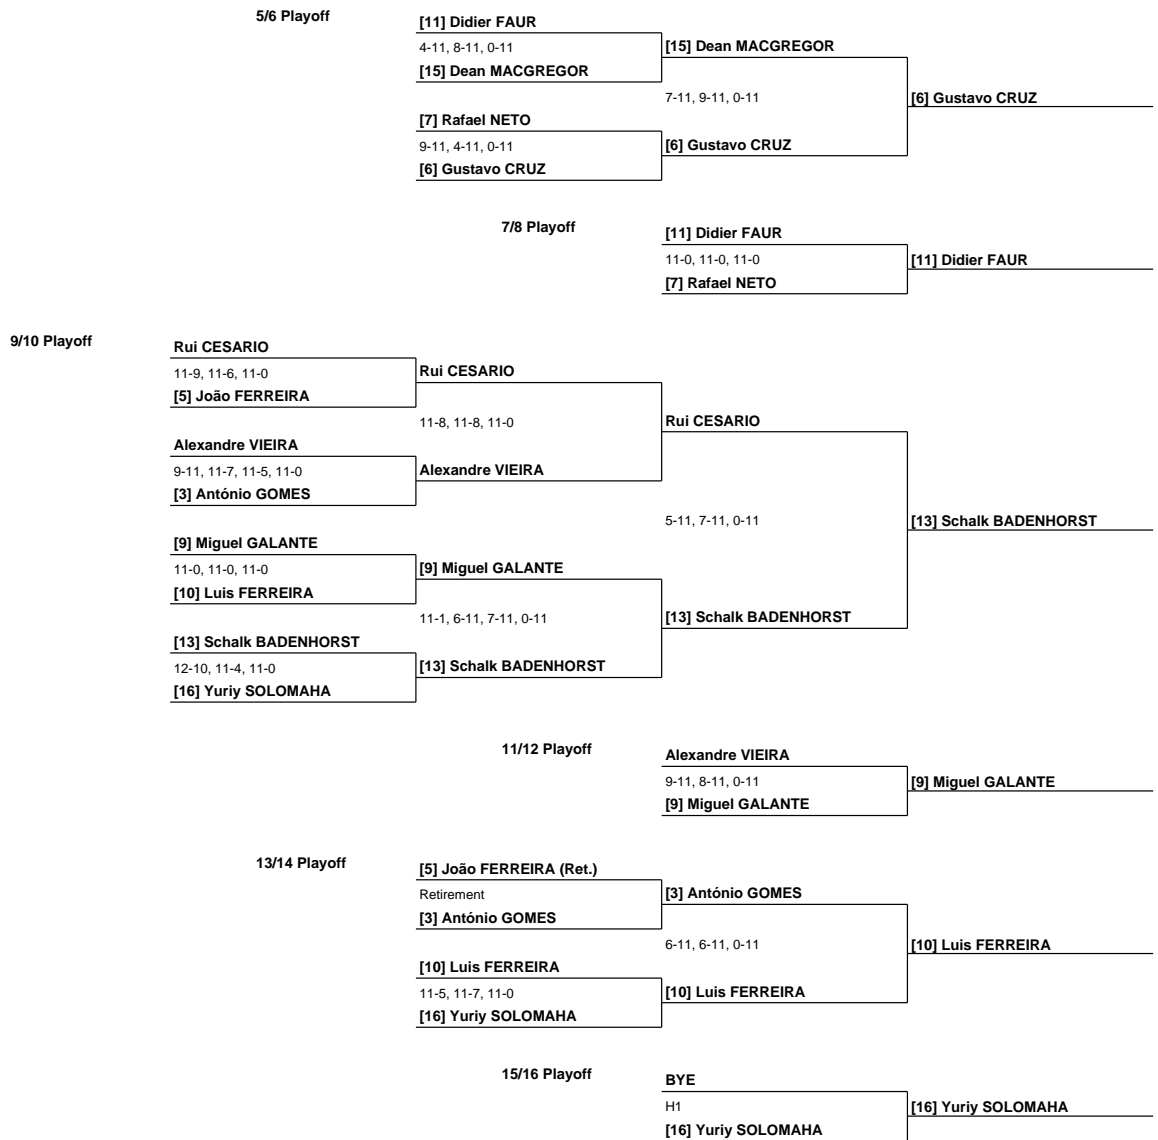 5/6 Playoff
[11] Didier FAUR
4-11, 8-11, 0-11
[15] Dean MACGREGOR
[15] Dean MACGREGOR
7-11, 9-11, 0-11
[6] Gustavo CRUZ
[7] Rafael NETO
9-11, 4-11, 0-11
[6] Gustavo CRUZ
[6] Gustavo CRUZ
7/8 Playoff
[11] Didier FAUR
11-0, 11-0, 11-0
[11] Didier FAUR
[7] Rafael NETO
9/10 Playoff
Rui CESARIO
11-9, 11-6, 11-0
Rui CESARIO
[5] João FERREIRA
11-8, 11-8, 11-0
Rui CESARIO
Alexandre VIEIRA
9-11, 11-7, 11-5, 11-0
Alexandre VIEIRA
[3] António GOMES
5-11, 7-11, 0-11
[13] Schalk BADENHORST
[9] Miguel GALANTE
11-0, 11-0, 11-0
[9] Miguel GALANTE
[10] Luis FERREIRA
11-1, 6-11, 7-11, 0-11
[13] Schalk BADENHORST
[13] Schalk BADENHORST
12-10, 11-4, 11-0
[13] Schalk BADENHORST
[16] Yuriy SOLOMAHA
11/12 Playoff
Alexandre VIEIRA
9-11, 8-11, 0-11
[9] Miguel GALANTE
[9] Miguel GALANTE
13/14 Playoff
[5] João FERREIRA (Ret.)
Retirement
[3] António GOMES
[3] António GOMES
6-11, 6-11, 0-11
[10] Luis FERREIRA
[10] Luis FERREIRA
11-5, 11-7, 11-0
[10] Luis FERREIRA
[16] Yuriy SOLOMAHA
15/16 Playoff
BYE
H1
[16] Yuriy SOLOMAHA
[16] Yuriy SOLOMAHA